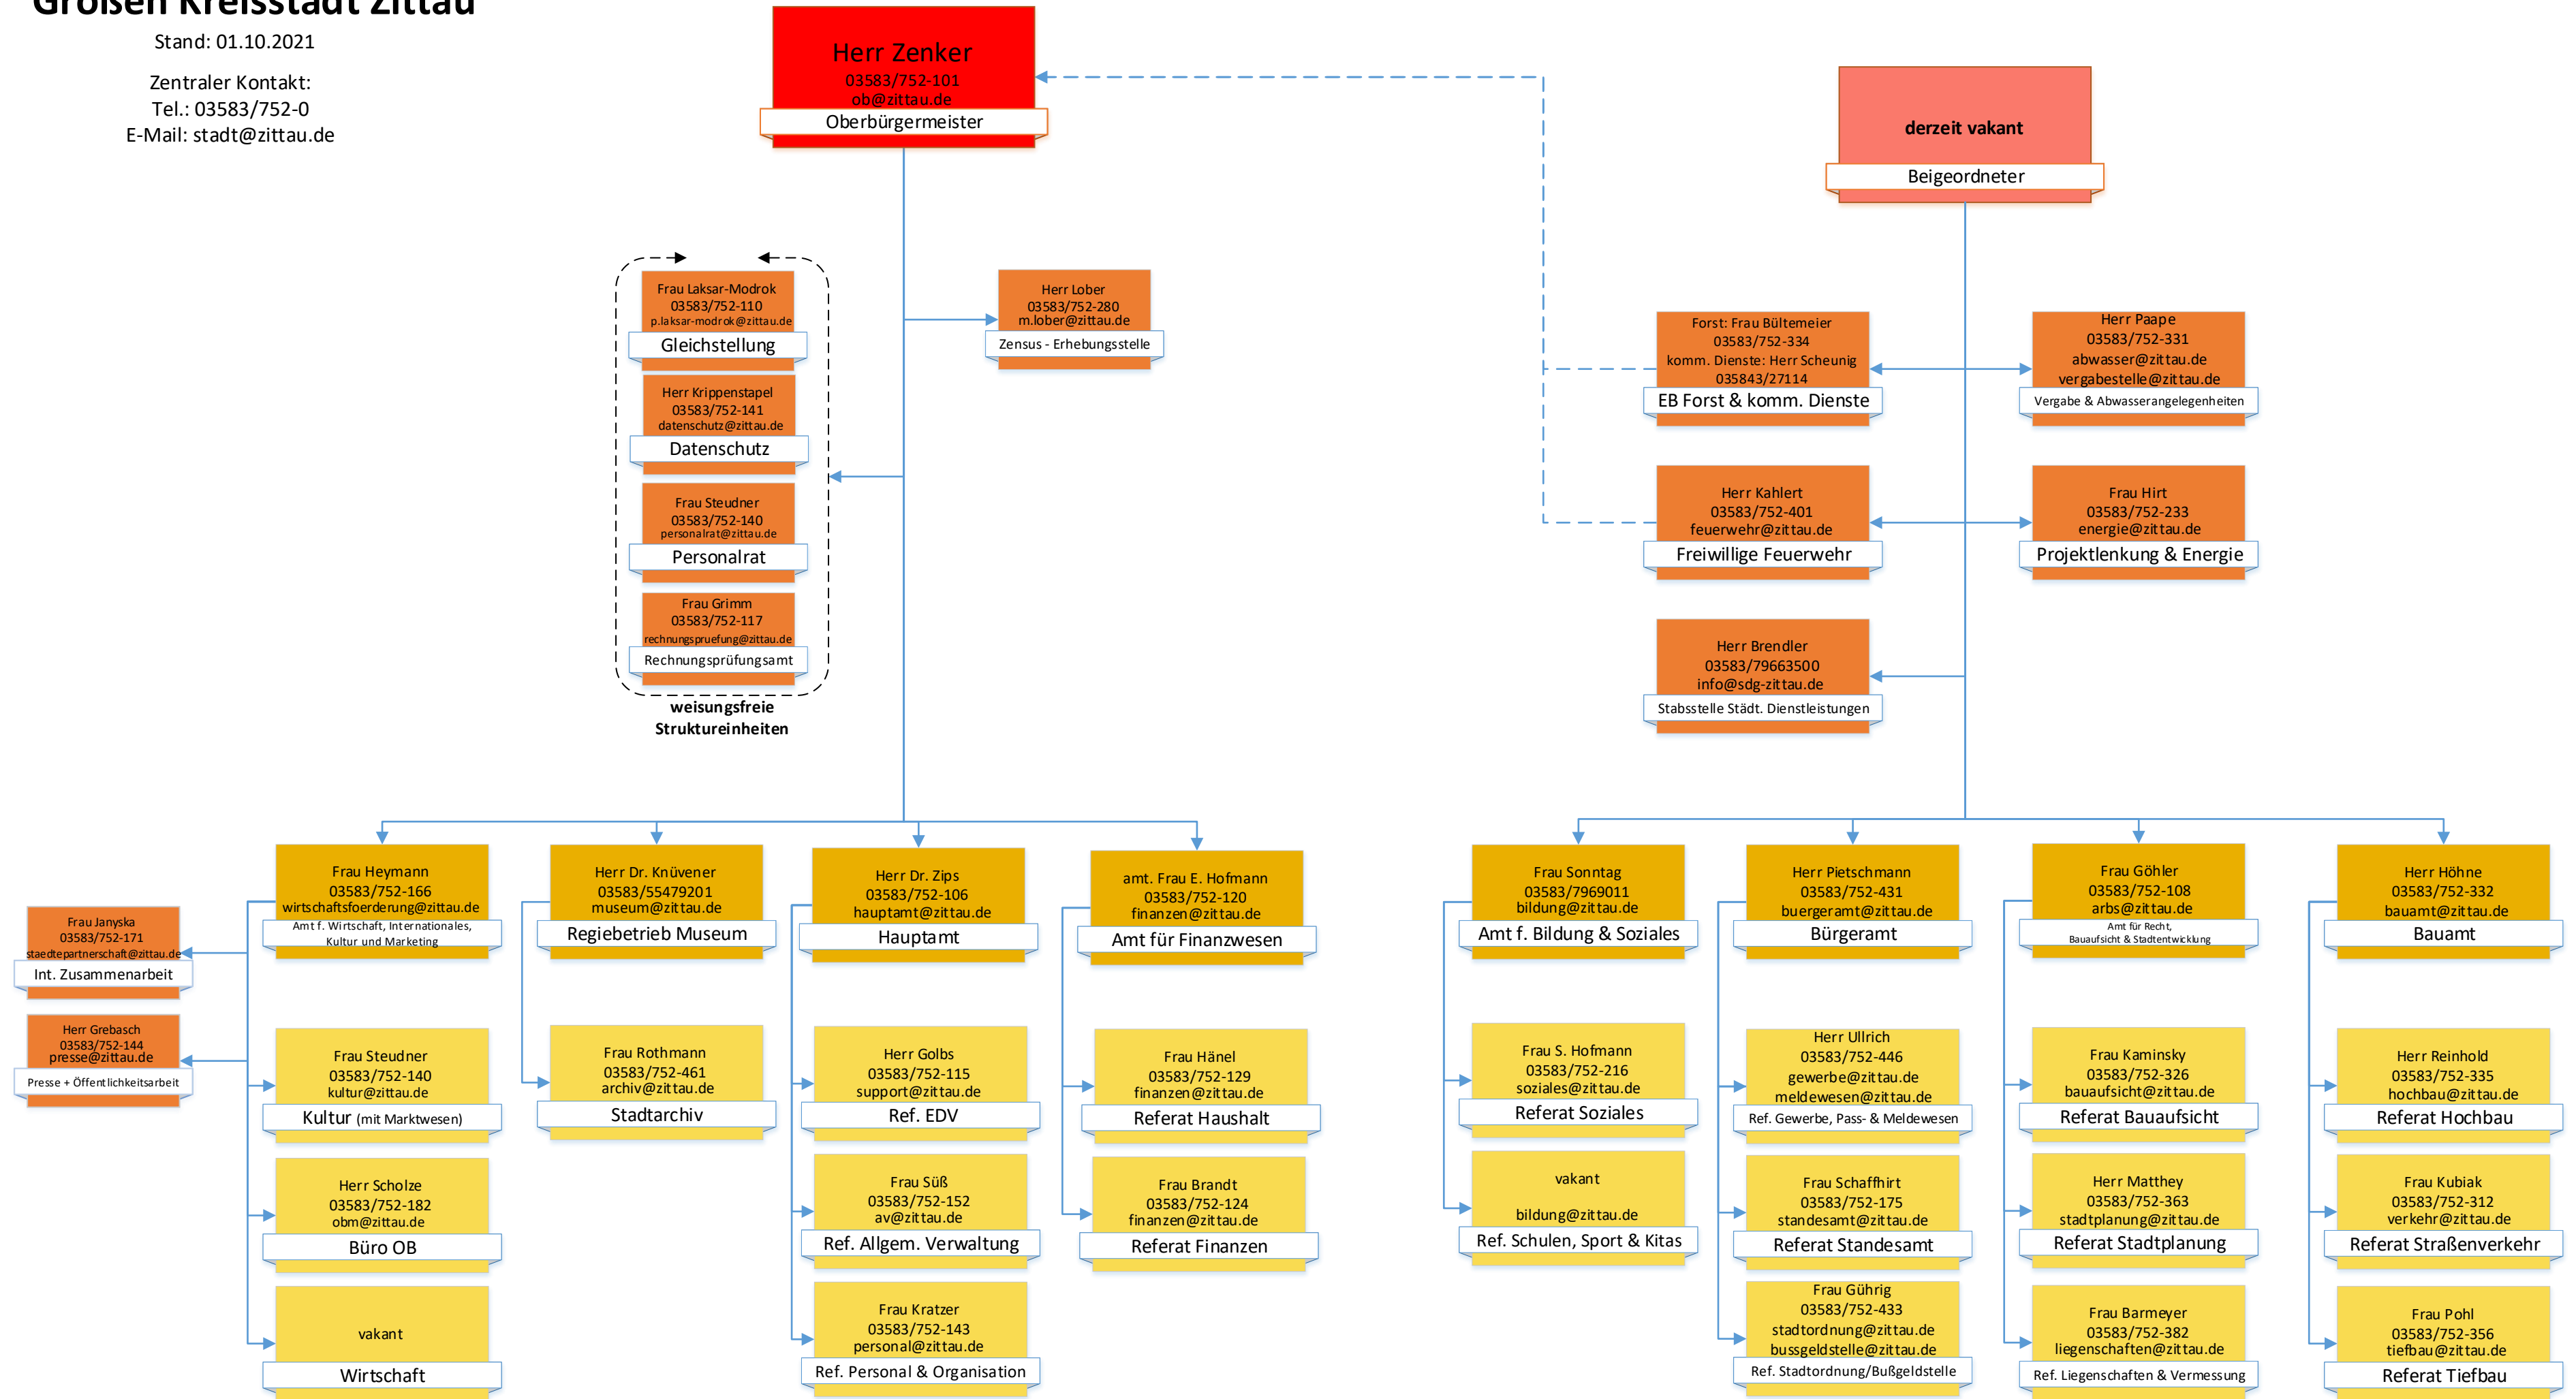 Großen Kreisstadt Zittau
Stand: 01.10.2021
Zentraler Kontakt:
Tel.: 03583/752-0
E-Mail: stadt@zittau.de
Herr Zenker
03583/752-101
ob@zittau.de
Oberbürgermeister
derzeit vakant
Beigeordneter
Frau Laksar-Modrok
03583/752-110
p.laksar-modrok@zittau.de
Gleichstellung
Herr Krippenstapel
03583/752-141
datenschutz@zittau.de
Datenschutz
Frau Steudner
03583/752-140
personalrat@zittau.de
Personalrat
Frau Grimm
03583/752-117
rechnungspruefung@zittau.de
Rechnungsprüfungsamt
weisungsfreie
Struktureinheiten
Herr Lober
03583/752-280
m.lober@zittau.de
Zensus - Erhebungsstelle
Forst: Frau Bültemeier
03583/752-334
komm. Dienste: Herr Scheunig
035843/27114
EB Forst & komm. Dienste
Herr Paape
03583/752-331
abwasser@zittau.de
vergabestelle@zittau.de
Vergabe & Abwasserangelegenheiten
Herr Kahlert
03583/752-401
feuerwehr@zittau.de
Freiwillige Feuerwehr
Frau Hirt
03583/752-233
energie@zittau.de
Projektlenkung & Energie
Herr Brendler
03583/79663500
info@sdg-zittau.de
Stabsstelle Städt. Dienstleistungen
Frau Heymann
03583/752-166
wirtschaftsfoerderung@zittau.de
Amt f. Wirtschaft, Internationales,
Kultur und Marketing
Frau Janyska
03583/752-171
staedtepartnerschaft@zittau.de
Int. Zusammenarbeit
Herr Grebasch
03583/752-144
presse@zittau.de
Presse + Öffentlichkeitsarbeit
Frau Steudner
03583/752-140
kultur@zittau.de
Kultur (mit Marktwesen)
Herr Scholze
03583/752-182
obm@zittau.de
Büro OB
vakant
Wirtschaft
Herr Dr. Knüvener
03583/55479201
museum@zittau.de
Regiebetrieb Museum
Frau Rothmann
03583/752-461
archiv@zittau.de
Stadtarchiv
Herr Dr. Zips
03583/752-106
hauptamt@zittau.de
Hauptamt
Herr Golbs
03583/752-115
support@zittau.de
Ref. EDV
Frau Süß
03583/752-152
av@zittau.de
Ref. Allgem. Verwaltung
Frau Kratzer
03583/752-143
personal@zittau.de
Ref. Personal & Organisation
amt. Frau E. Hofmann
03583/752-120
finanzen@zittau.de
Amt für Finanzwesen
Frau Hänel
03583/752-129
finanzen@zittau.de
Referat Haushalt
Frau Brandt
03583/752-124
finanzen@zittau.de
Referat Finanzen
Frau Sonntag
03583/7969011
bildung@zittau.de
Amt f. Bildung & Soziales
Frau S. Hofmann
03583/752-216
soziales@zittau.de
Referat Soziales
vakant
bildung@zittau.de
Ref. Schulen, Sport & Kitas
Herr Pietschmann
03583/752-431
buergeramt@zittau.de
Bürgeramt
Herr Ullrich
03583/752-446
gewerbe@zittau.de
meldewesen@zittau.de
Ref. Gewerbe, Pass- & Meldewesen
Frau Schaffhirt
03583/752-175
standesamt@zittau.de
Referat Standesamt
Frau Gührig
03583/752-433
stadtordnung@zittau.de
bussgeldstelle@zittau.de
Ref. Stadtordnung/Bußgeldstelle
Frau Göhler
03583/752-108
arbs@zittau.de
Amt für Recht,
Bauaufsicht & Stadtentwicklung
Frau Kaminsky
03583/752-326
bauaufsicht@zittau.de
Referat Bauaufsicht
Herr Matthey
03583/752-363
stadtplanung@zittau.de
Referat Stadtplanung
Frau Barmeyer
03583/752-382
liegenschaften@zittau.de
Ref. Liegenschaften & Vermessung
Herr Höhne
03583/752-332
bauamt@zittau.de
Bauamt
Herr Reinhold
03583/752-335
hochbau@zittau.de
Referat Hochbau
Frau Kubiak
03583/752-312
verkehr@zittau.de
Referat Straßenverkehr
Frau Pohl
03583/752-356
tiefbau@zittau.de
Referat Tiefbau